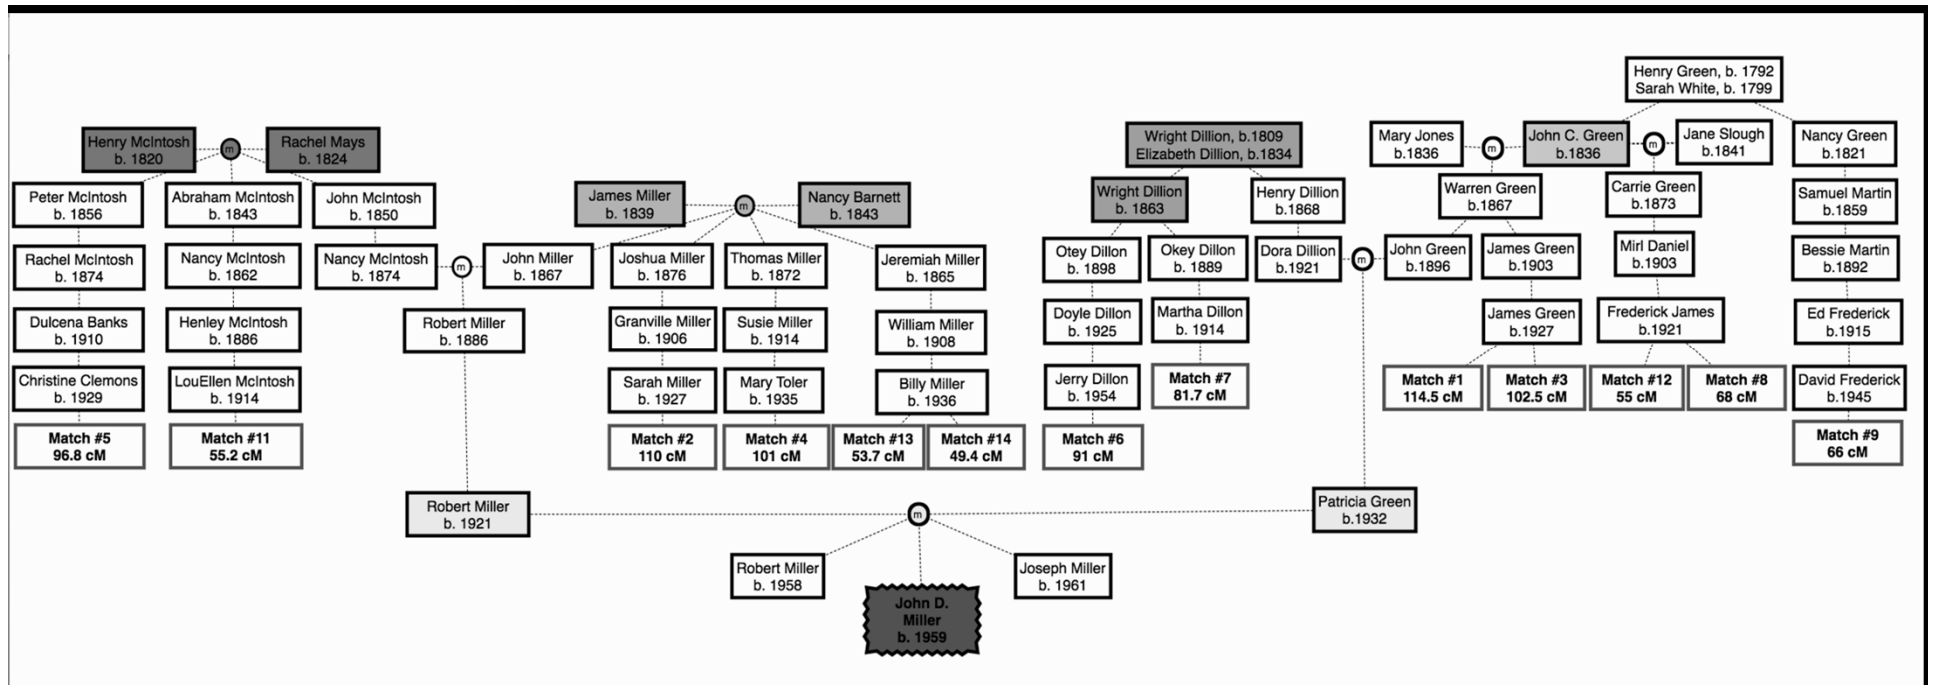 Henry Green, b. 1792
Sarah White, b. 1799
Henry McIntosh
b. 1820
m
Rachel Mays
b. 1824
Wright Dillion, b.1809
Elizabeth Dillion, b.1834
Mary Jones
b.1836
m
John C. Green
b.1836
m
Jane Slough
b.1841
Nancy Green
b.1821
Peter McIntosh
b. 1856
Abraham McIntosh
b. 1843
John McIntosh
b. 1850
James Miller
b. 1839
m
Nancy Barnett
b. 1843
Wright Dillion
b. 1863
Henry Dillion
b.1868
Warren Green
b.1867
Carrie Green
b.1873
Samuel Martin
b.1859
Rachel McIntosh
b. 1874
Nancy McIntosh
b. 1862
Nancy McIntosh
b. 1874
m
John Miller
b. 1867
Joshua Miller
b. 1876
Thomas Miller
b. 1872
Jeremiah Miller
b. 1865
Otey Dillon
b. 1898
Okey Dillon
b. 1889
Dora Dillion
b.1921
m
John Green
b.1896
James Green
b.1903
Mirl Daniel
b.1903
Bessie Martin
b.1892
Dulcena Banks
b. 1910
Henley McIntosh
b. 1886
Robert Miller
b. 1886
Granville Miller
b. 1906
Susie Miller
b. 1914
William Miller
b. 1908
Doyle Dillon
b. 1925
Martha Dillon
b. 1914
James Green
b.1927
Frederick James
b.1921
Ed Frederick
b.1915
Christine Clemons
b. 1929
LouEllen McIntosh
b. 1914
Sarah Miller
b. 1927
Mary Toler
b. 1935
Billy Miller
b. 1936
Jerry Dillon
b. 1954
Match #7
81.7 cM
Match #1
114.5 cM
Match #3
102.5 cM
Match #12
55 cM
Match #8
68 cM
David Frederick
b.1945
Match #5
96.8 cM
Match #11
55.2 cM
Match #2
110 cM
Match #4
101 cM
Match #13
53.7 cM
Match #14
49.4 cM
Match #6
91 cM
Match #9
66 cM
Robert Miller
b. 1921
m
Patricia Green
b.1932
Robert Miller
b. 1958
John D.
Miller
b. 1959
Joseph Miller
b. 1961